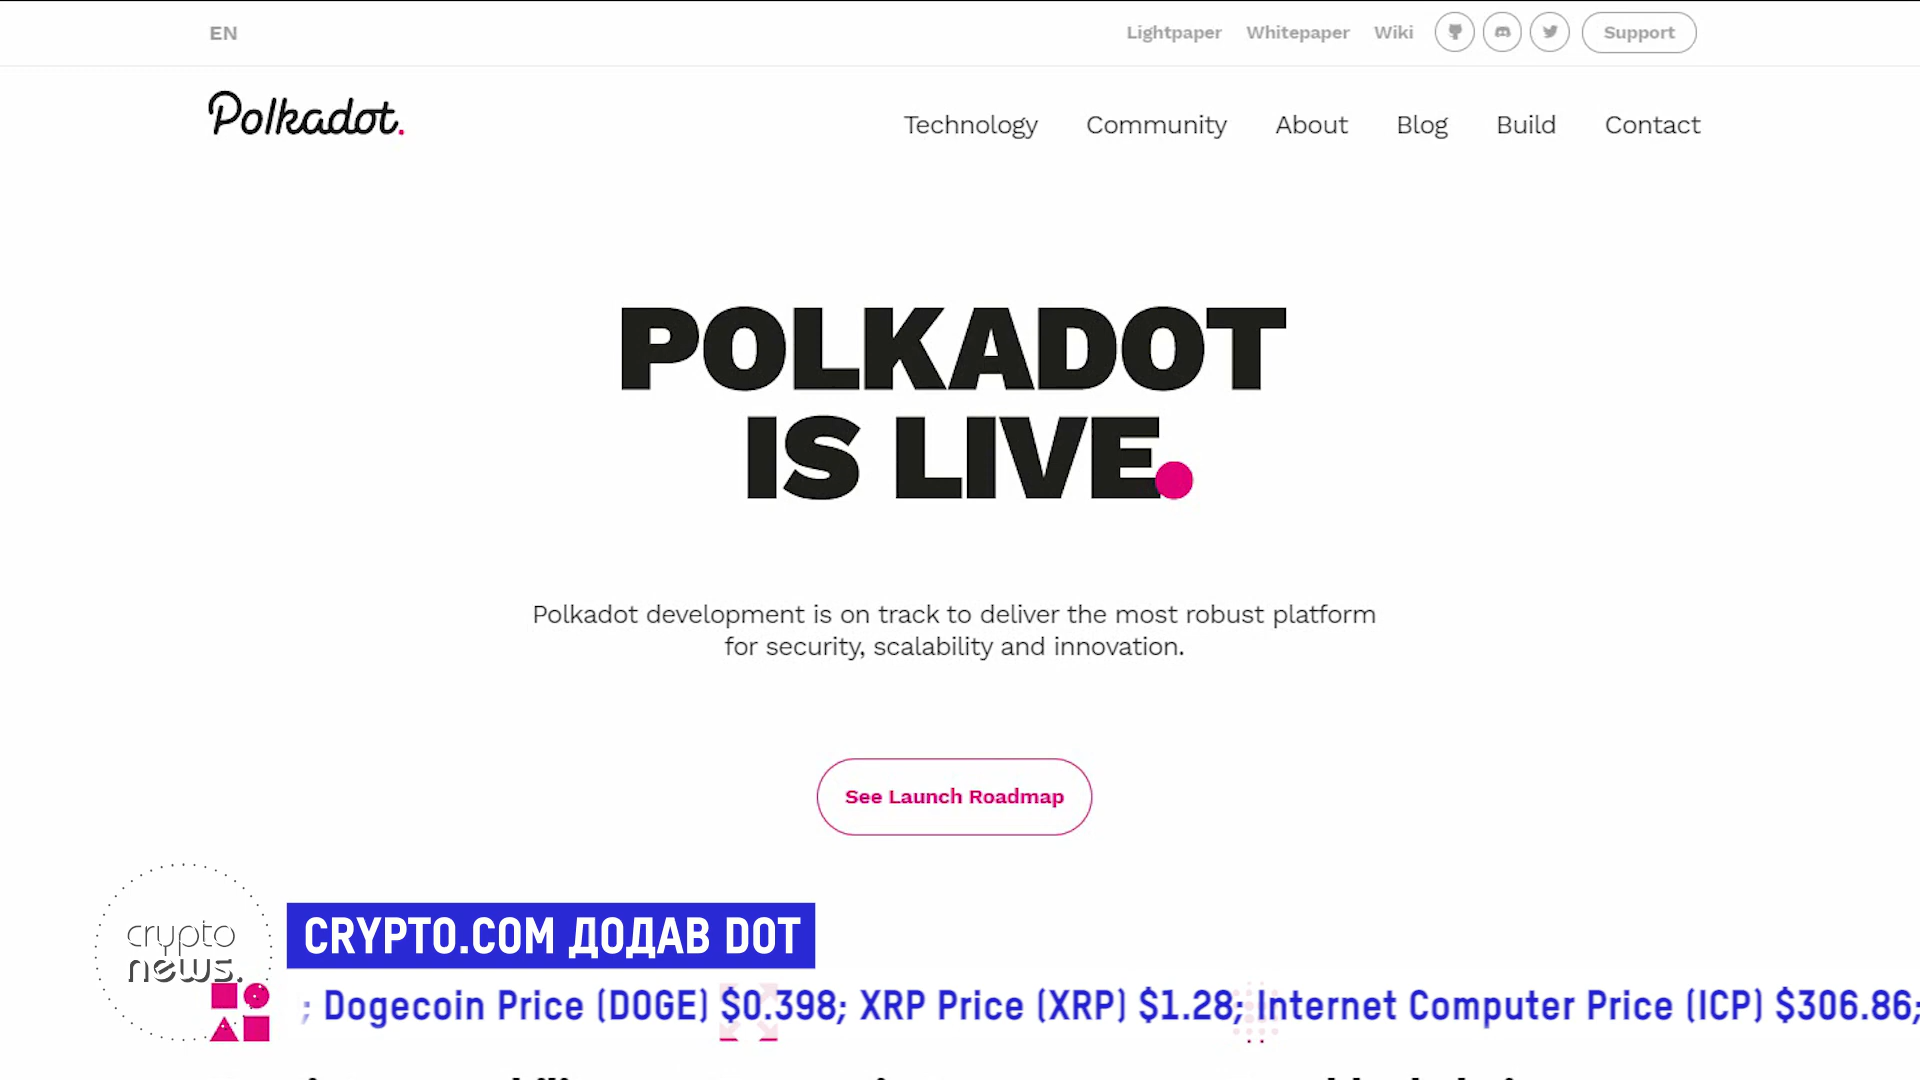 EN
Lightpaper Whitepaper Wiki Support
Polkadot.
Technology Community About Blog Build Contact
POLKADOT
IS LIVE.
Polkadot development is on track to deliver the most robust platform
for security, scalability and innovation.
See Launch Roadmap
crypto
news.
CRYPTO.COM ДОДАВ DOT
; Dogecoin Price (DOGE) $0.398; XRP Price (XRP) $1.28; Internet Computer Price (ICP) $306.86;